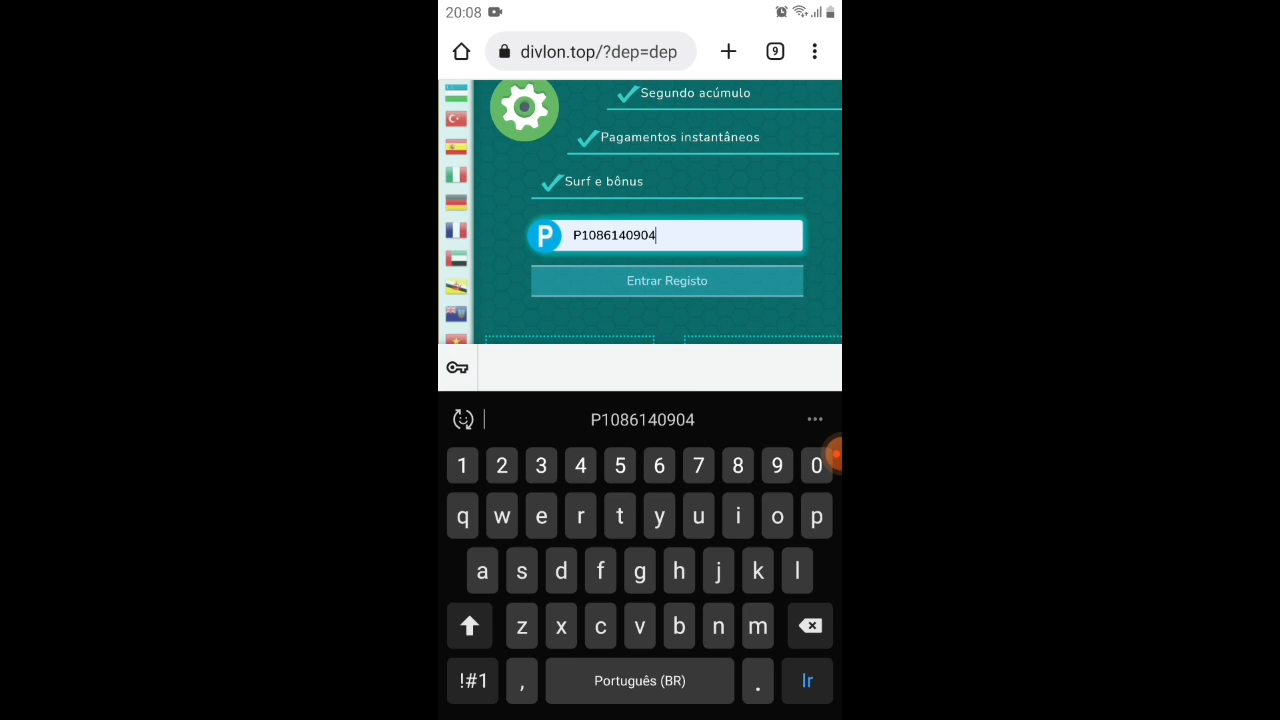 20:08
divlon.top/?dep=dep
9
Segundo acúmulo
Pagamentos instantâneos
Surf e bônus
P P1086140904
Entrar Registo
P1086140904
1 2 3 4 5 6 7 8 9 0
q w e r t y u i o p
a s d f g h j k l
z x c v b n m
!#1 , Português (BR) . Ir